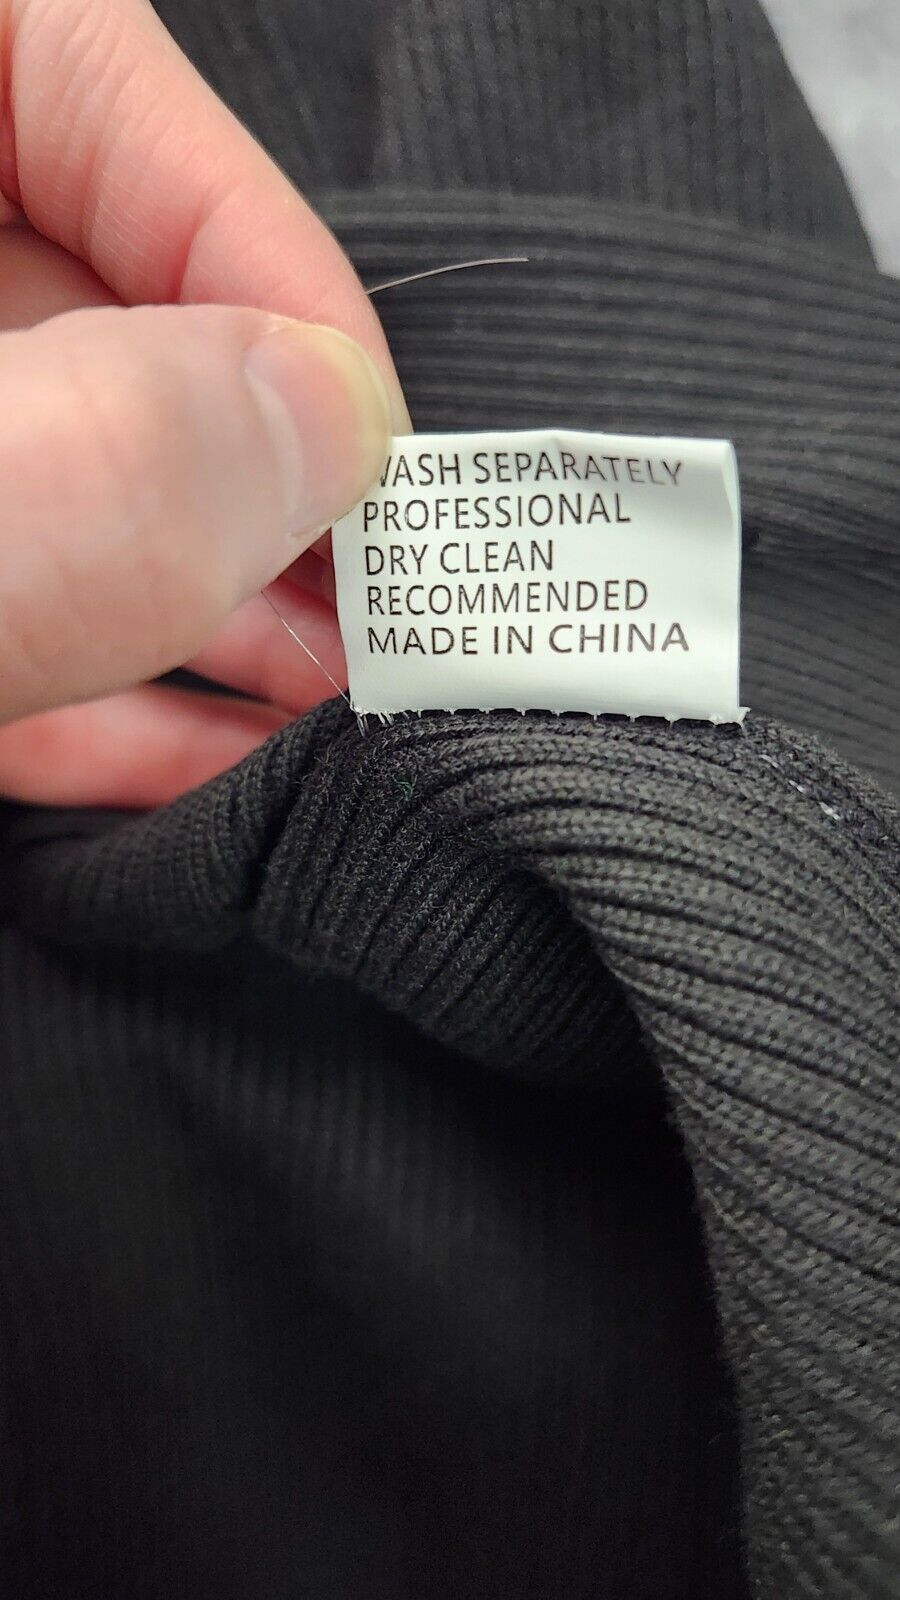 WASH SEPARATELY
PROFESSIONAL
DRY CLEAN
RECOMMENDED
MADE IN CHINA